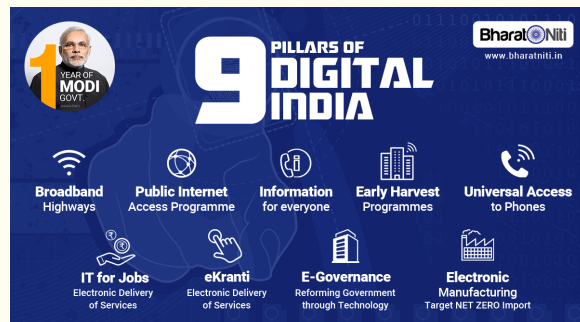 1
YEAR OF
MODI
GOVT.
9
PILLARS OF
DIGITAL
INDIA
Bharat Niti
www.bharatniti.in
Broadband
Highways
Public Internet
Access Programme
Information
for everyone
Early Harvest
Programmes
Universal Access
to Phones
IT for Jobs
Electronic Delivery
of Services
eKranti
Electronic Delivery
of Services
E-Governance
Reforming Government
through Technology
Electronic
Manufacturing
Target NET ZERO Import